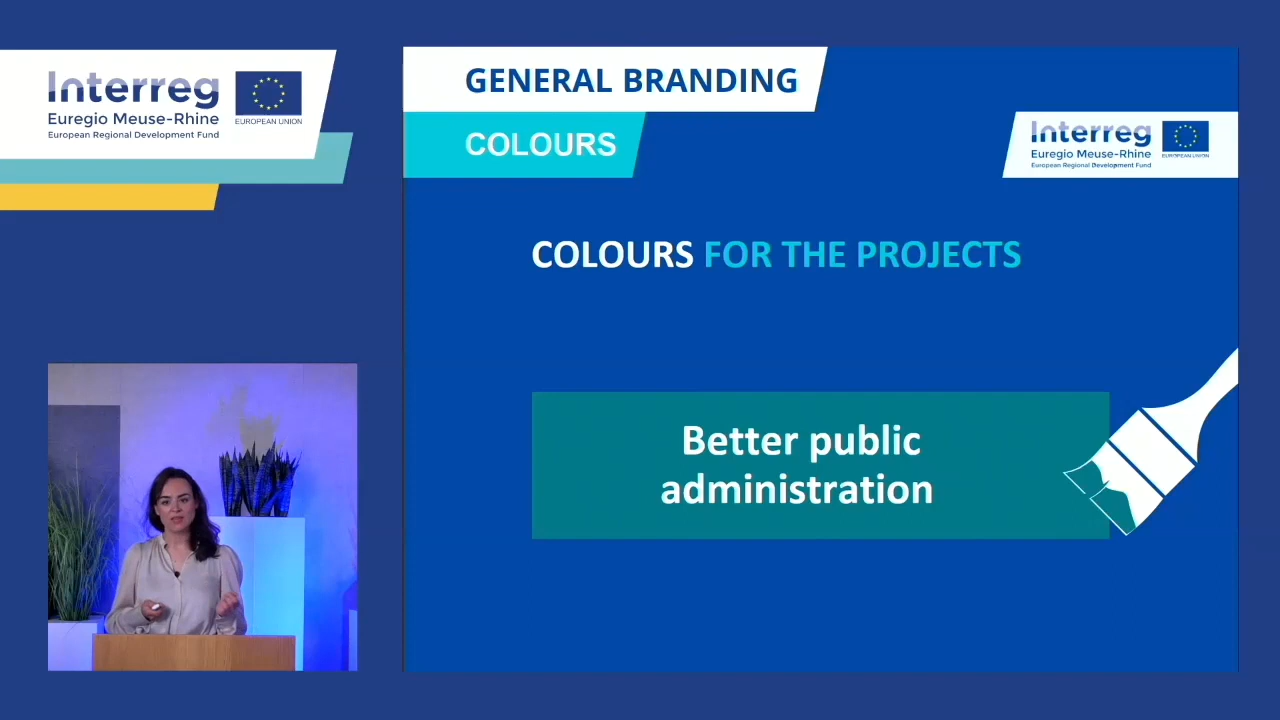 Interreg
Euregio Meuse-Rhine
European Regional Development Fund
EUROPEAN UNION
GENERAL BRANDING
COLOURS
Interreg
Euregio Meuse-Rhine
European Regional Development Fund
EUROPEAN UNION
COLOURS FOR THE PROJECTS
Better public
administration